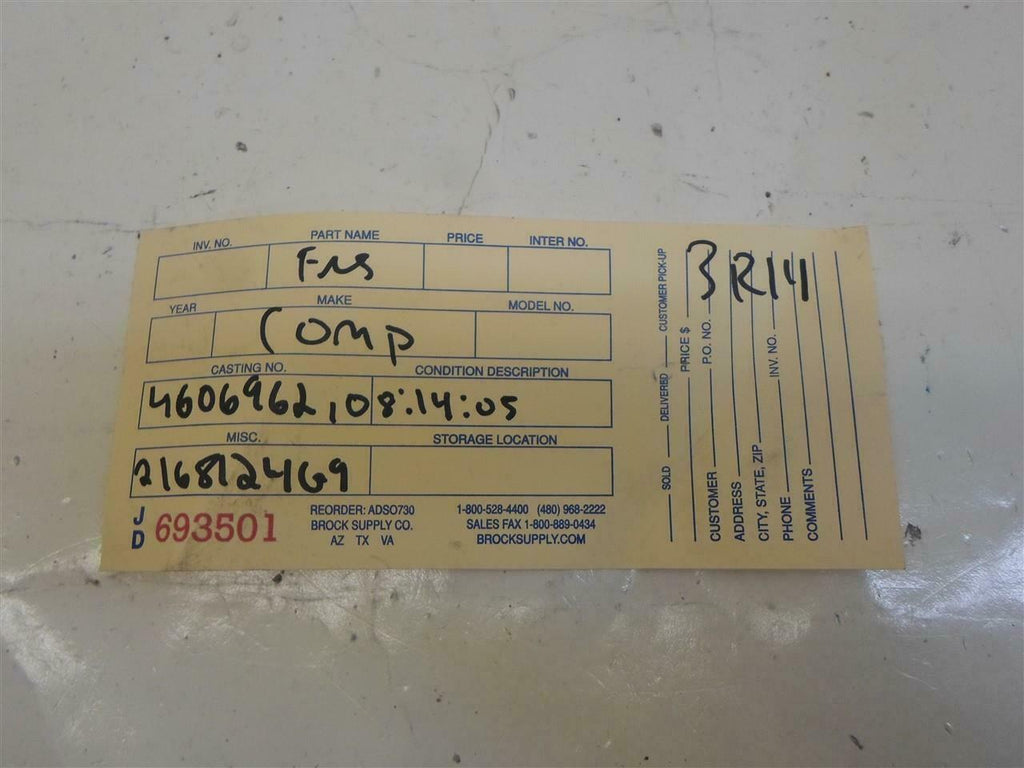 INV. NO. PART NAME PRICE INTER NO.
Fns
YEAR MAKE MODEL NO.
Comp
CASTING NO. CONDITION DESCRIPTION
4606962,08:14:05
MISC. STORAGE LOCATION
216812469
JD 693501
REORDER: ADSO730
BROCK SUPPLY CO.
AZ TX VA
1-800-528-4400 (480) 968-2222
SALES FAX 1-800-889-0434
BROCKSUPPLY.COM
SOLD DELIVERED CUSTOMER PICK-UP
PRICE $
CUSTOMER P.O. NO.
ADDRESS
CITY, STATE, ZIP
PHONE INV. NO.
COMMENTS
3R14